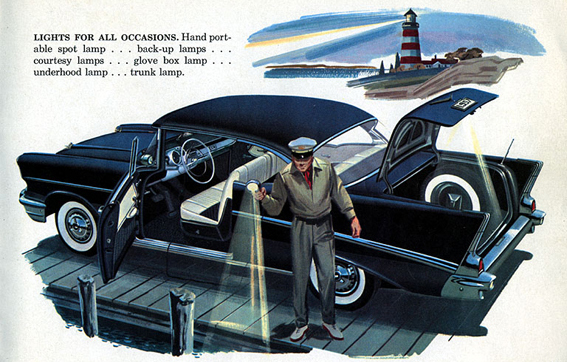 LIGHTS FOR ALL OCCASIONS. Hand port-
able spot lamp . . . back-up lamps . . .
courtesy lamps . . . glove box lamp . . .
underhood lamp . . . trunk lamp.